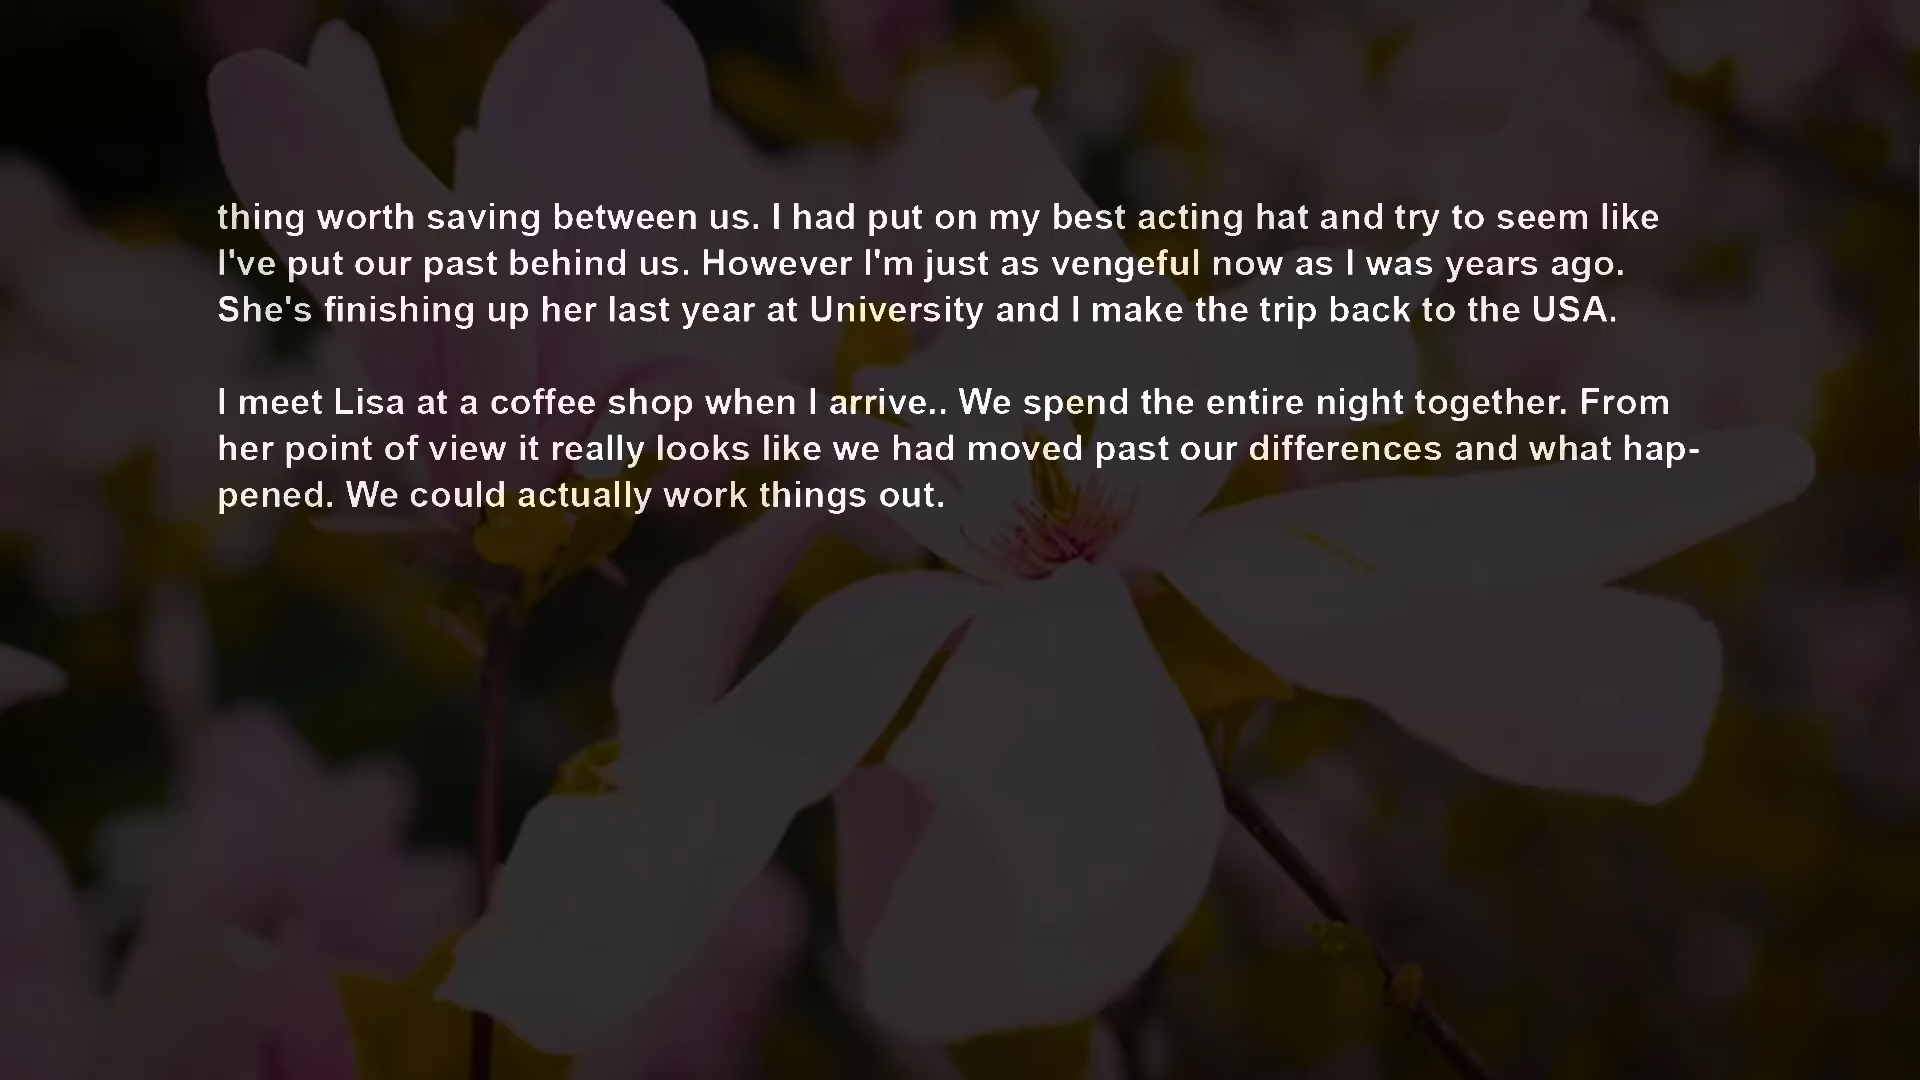 thing worth saving between us. I had put on my best acting hat and try to seem like
I've put our past behind us. However I'm just as vengeful now as I was years ago.
She's finishing up her last year at University and I make the trip back to the USA.
I meet Lisa at a coffee shop when I arrive.. We spend the entire night together. From
her point of view it really looks like we had moved past our differences and what hap-
pened. We could actually work things out.